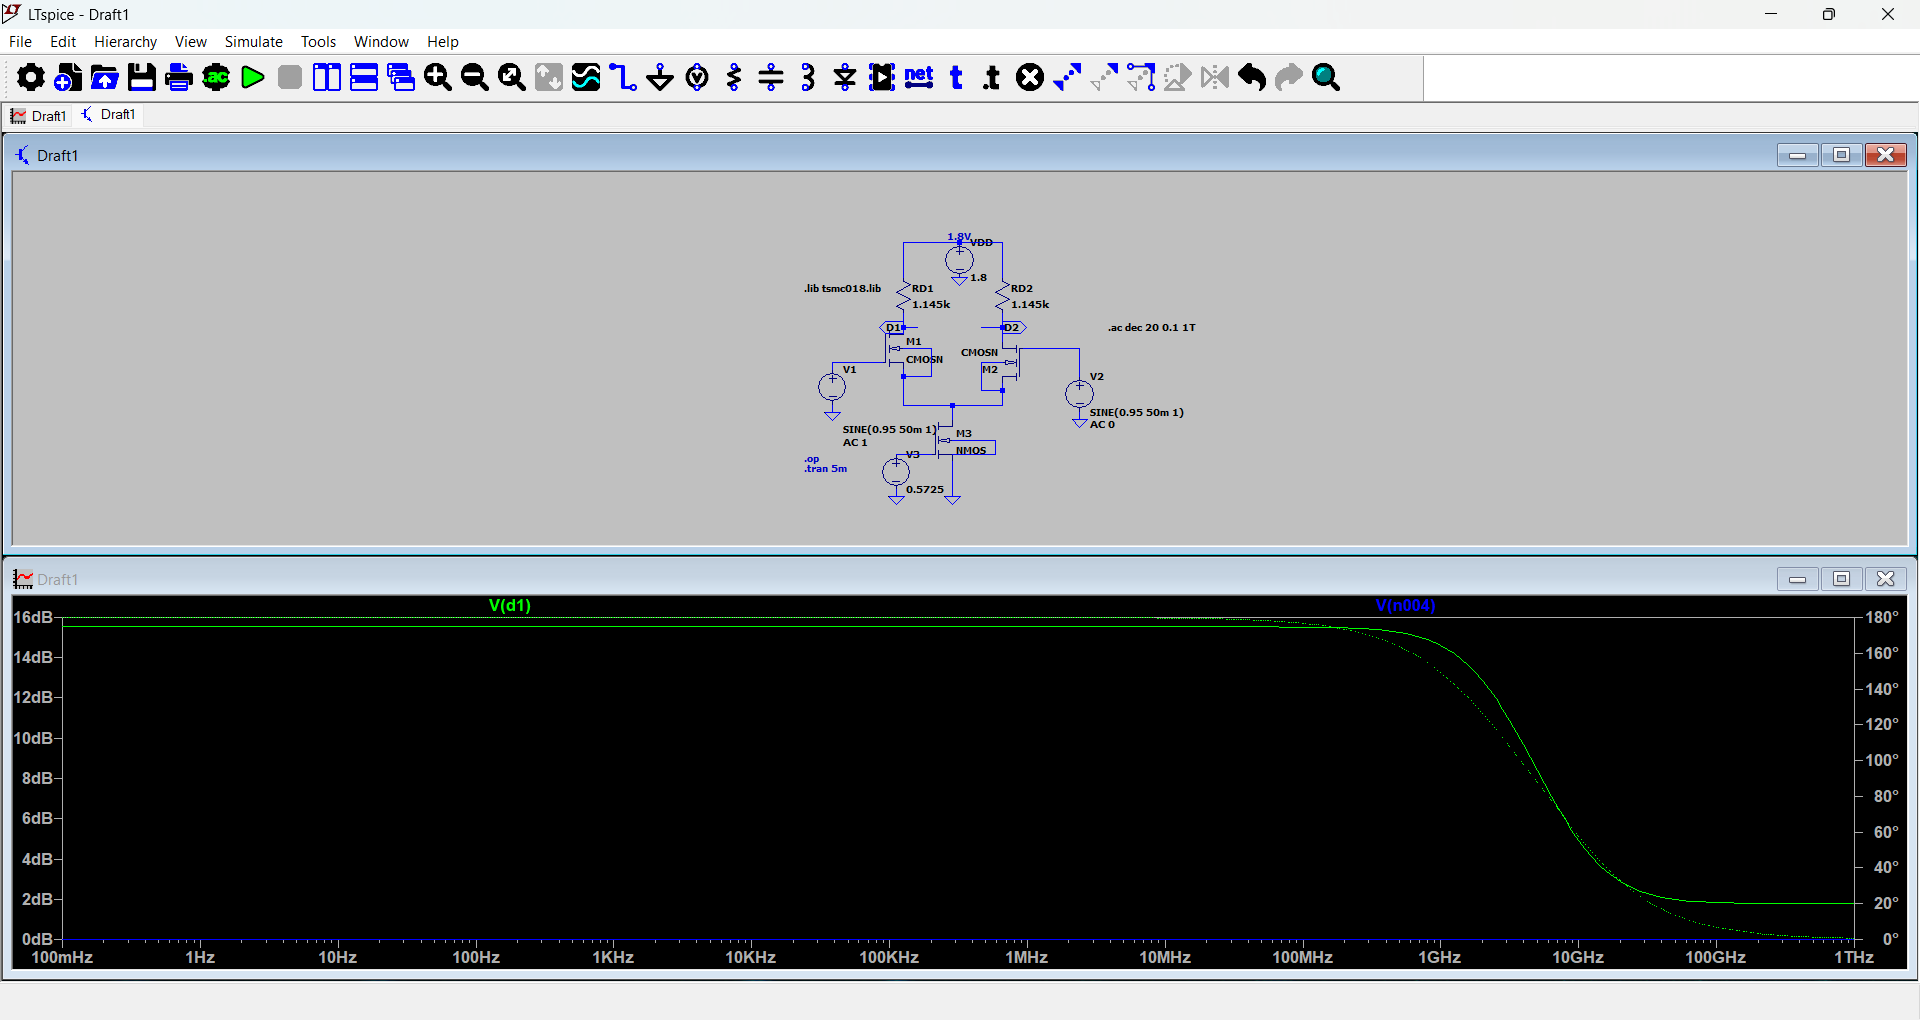 LTspice - Draft1
File Edit Hierarchy View Simulate Tools Window Help
.ac net t .t
Draft1 Draft1
Draft1
1.8V VDD
1.8
.lib tsmc018.lib RD1 RD2
1.145k 1.145k
D1 D2 .ac dec 20 0.1 1T
M1
CMOSN CMOSN
V1 M2
V2
SINE(0.95 50m 1)
AC 0
SINE(0.95 50m 1)
AC 1
M3
NMOS
.op V3
.tran 5m
0.5725
Draft1
V(d1) V(n004)
16dB 180°
14dB 160°
12dB 140°
10dB 120°
8dB 100°
6dB 80°
4dB 60°
2dB 40°
0dB 20°
0°
100mHz 1Hz 10Hz 100Hz 1KHz 10KHz 100KHz 1MHz 10MHz 100MHz 1GHz 10GHz 100GHz 1THz